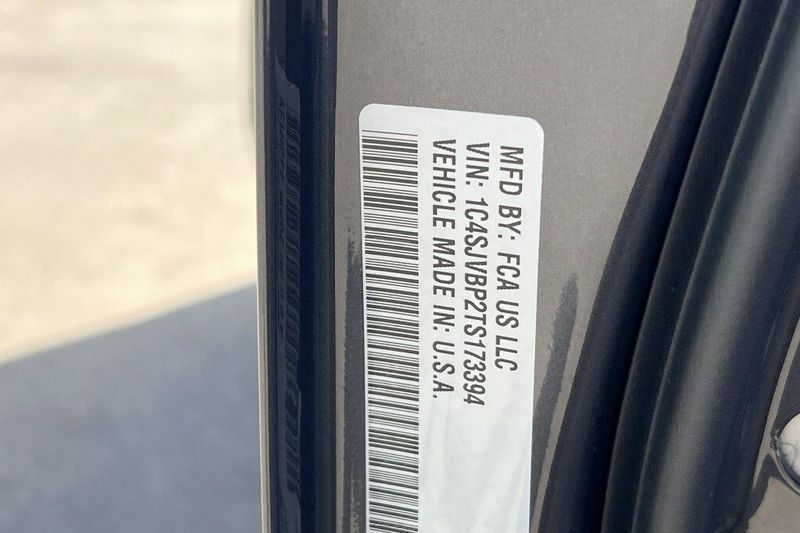 MFD BY: FCA US LLC
VIN: 1C4SJVBP2TS173394
VEHICLE MADE IN: U.S.A.